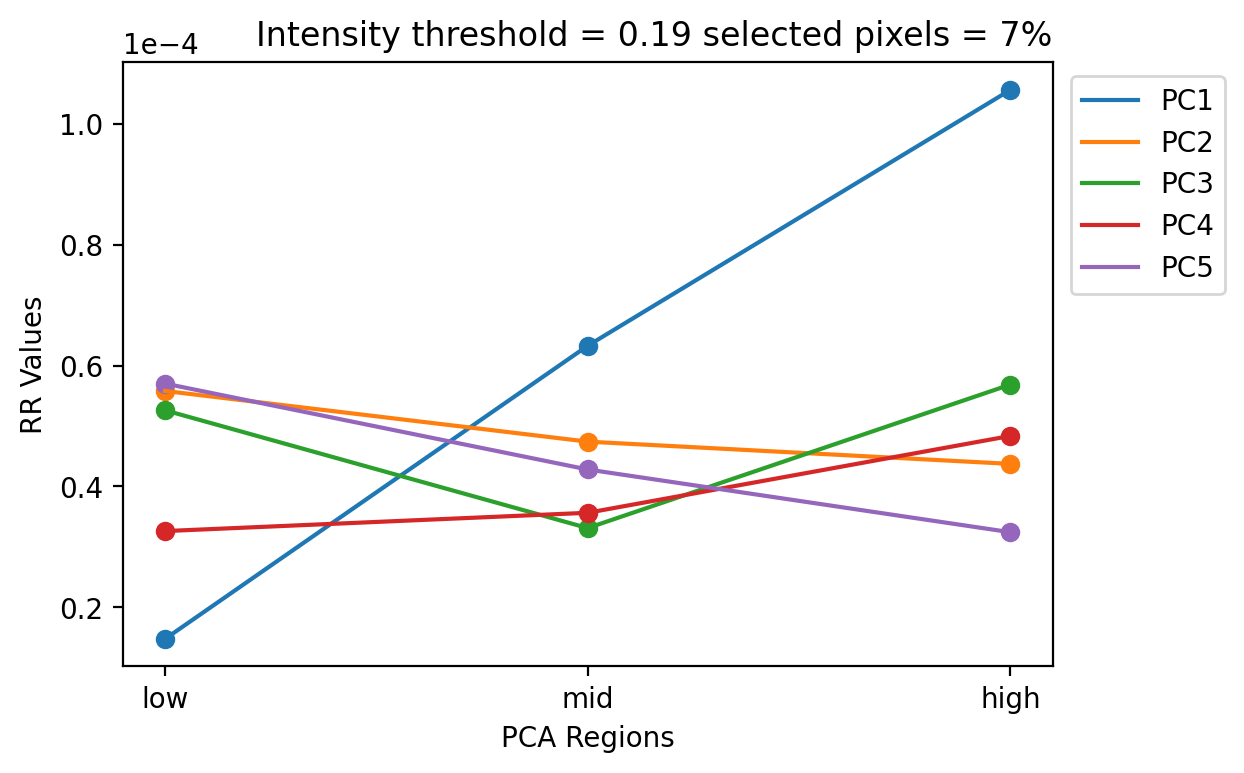 Intensity threshold = 0.19 selected pixels = 7%
1e−4
1.0
0.8
0.6
0.4
0.2
RR Values
low mid high
PCA Regions
PC1
PC2
PC3
PC4
PC5